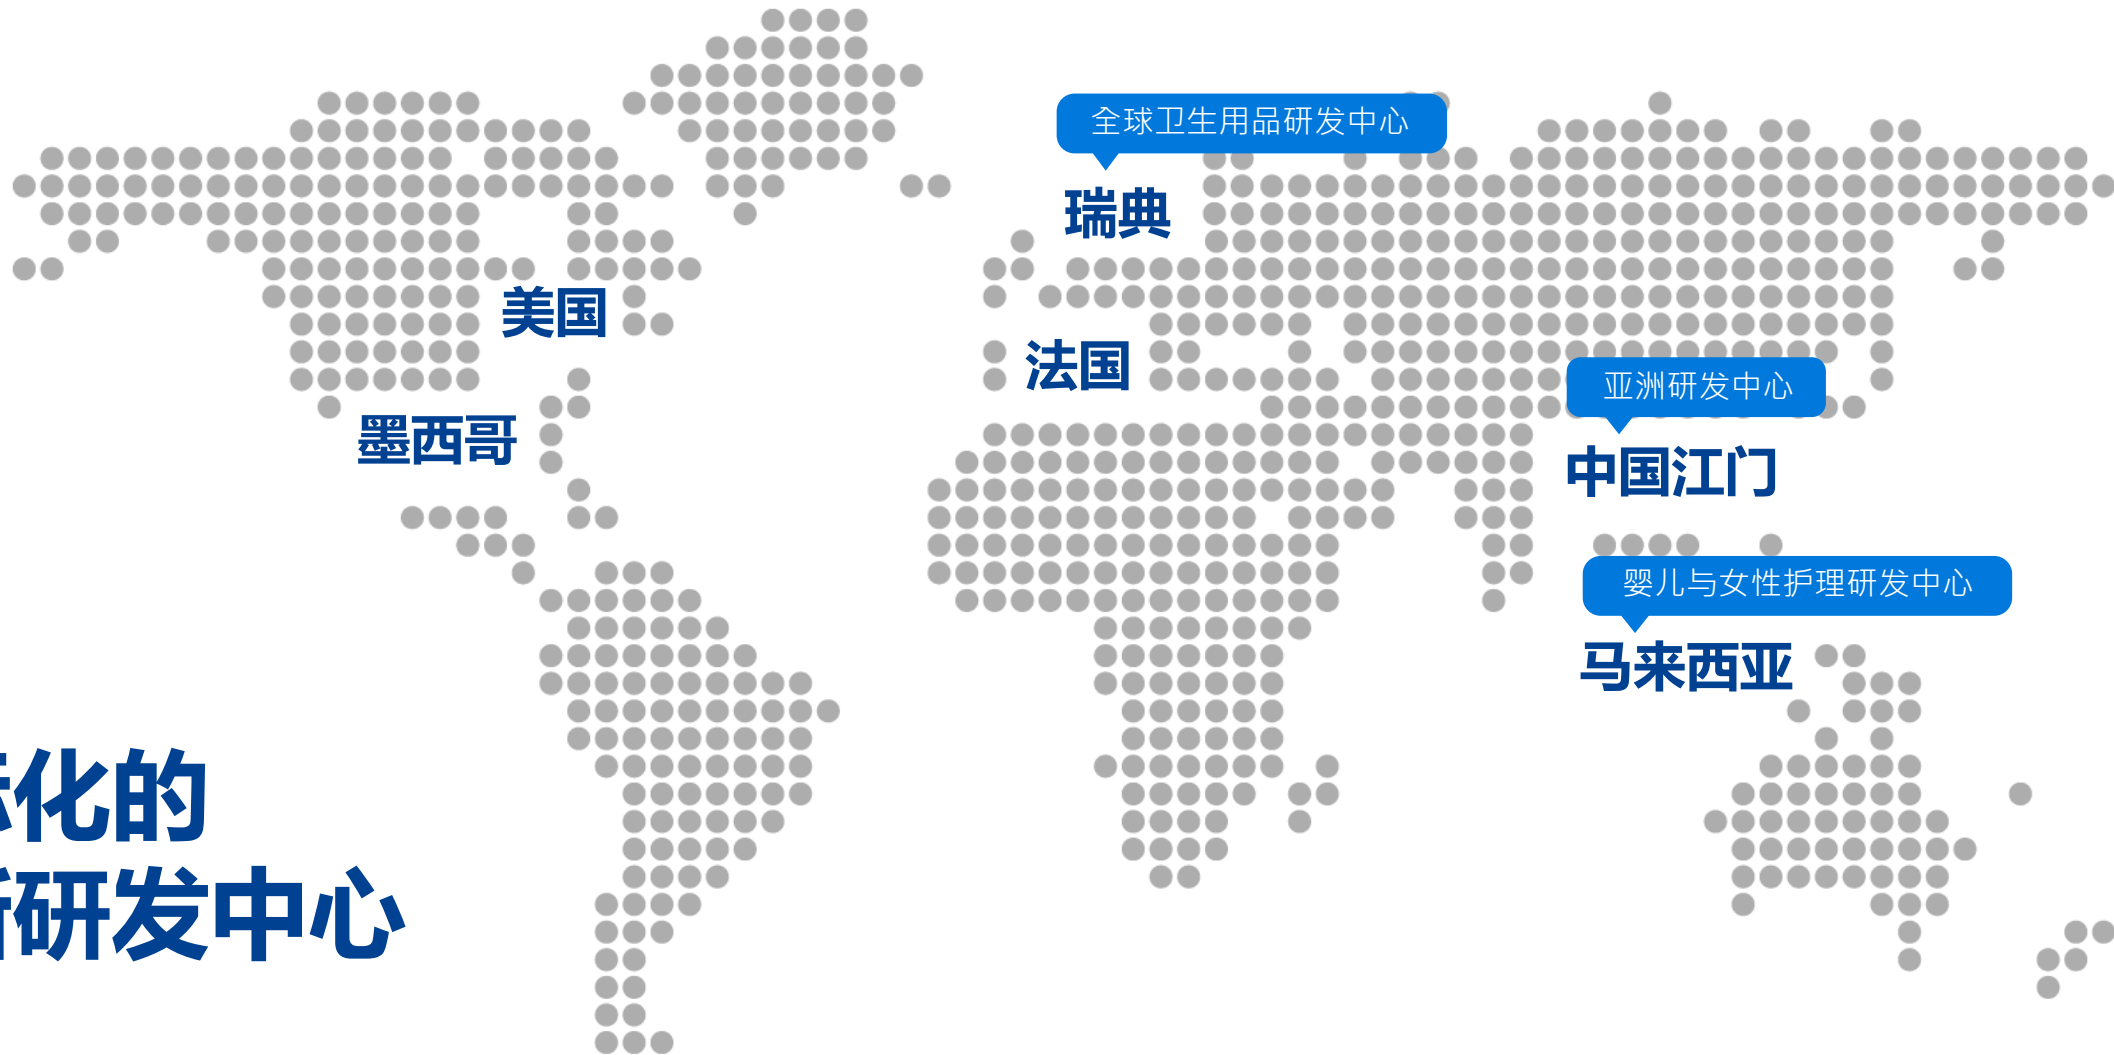 全球卫生用品研发中心
瑞典
美国
法国
亚洲研发中心
墨西哥
中国江门
婴儿与女性护理研发中心
马来西亚
化的
研发中心